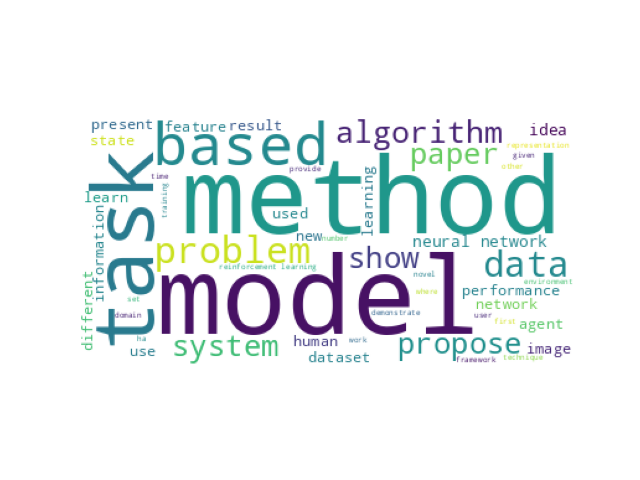 present
feature
result
algorithm
idea
state
based
paper
representation
given
other
task
method
time
provide
learning
training
learn
information
used
new
number
problem
show
neural network
data
reinforcement learning
model
novel
where
environment
performance
different
set
domain
network
demonstrate
user
first
agent
ha
use
system
human
work
dataset
propose
image
framework
technique